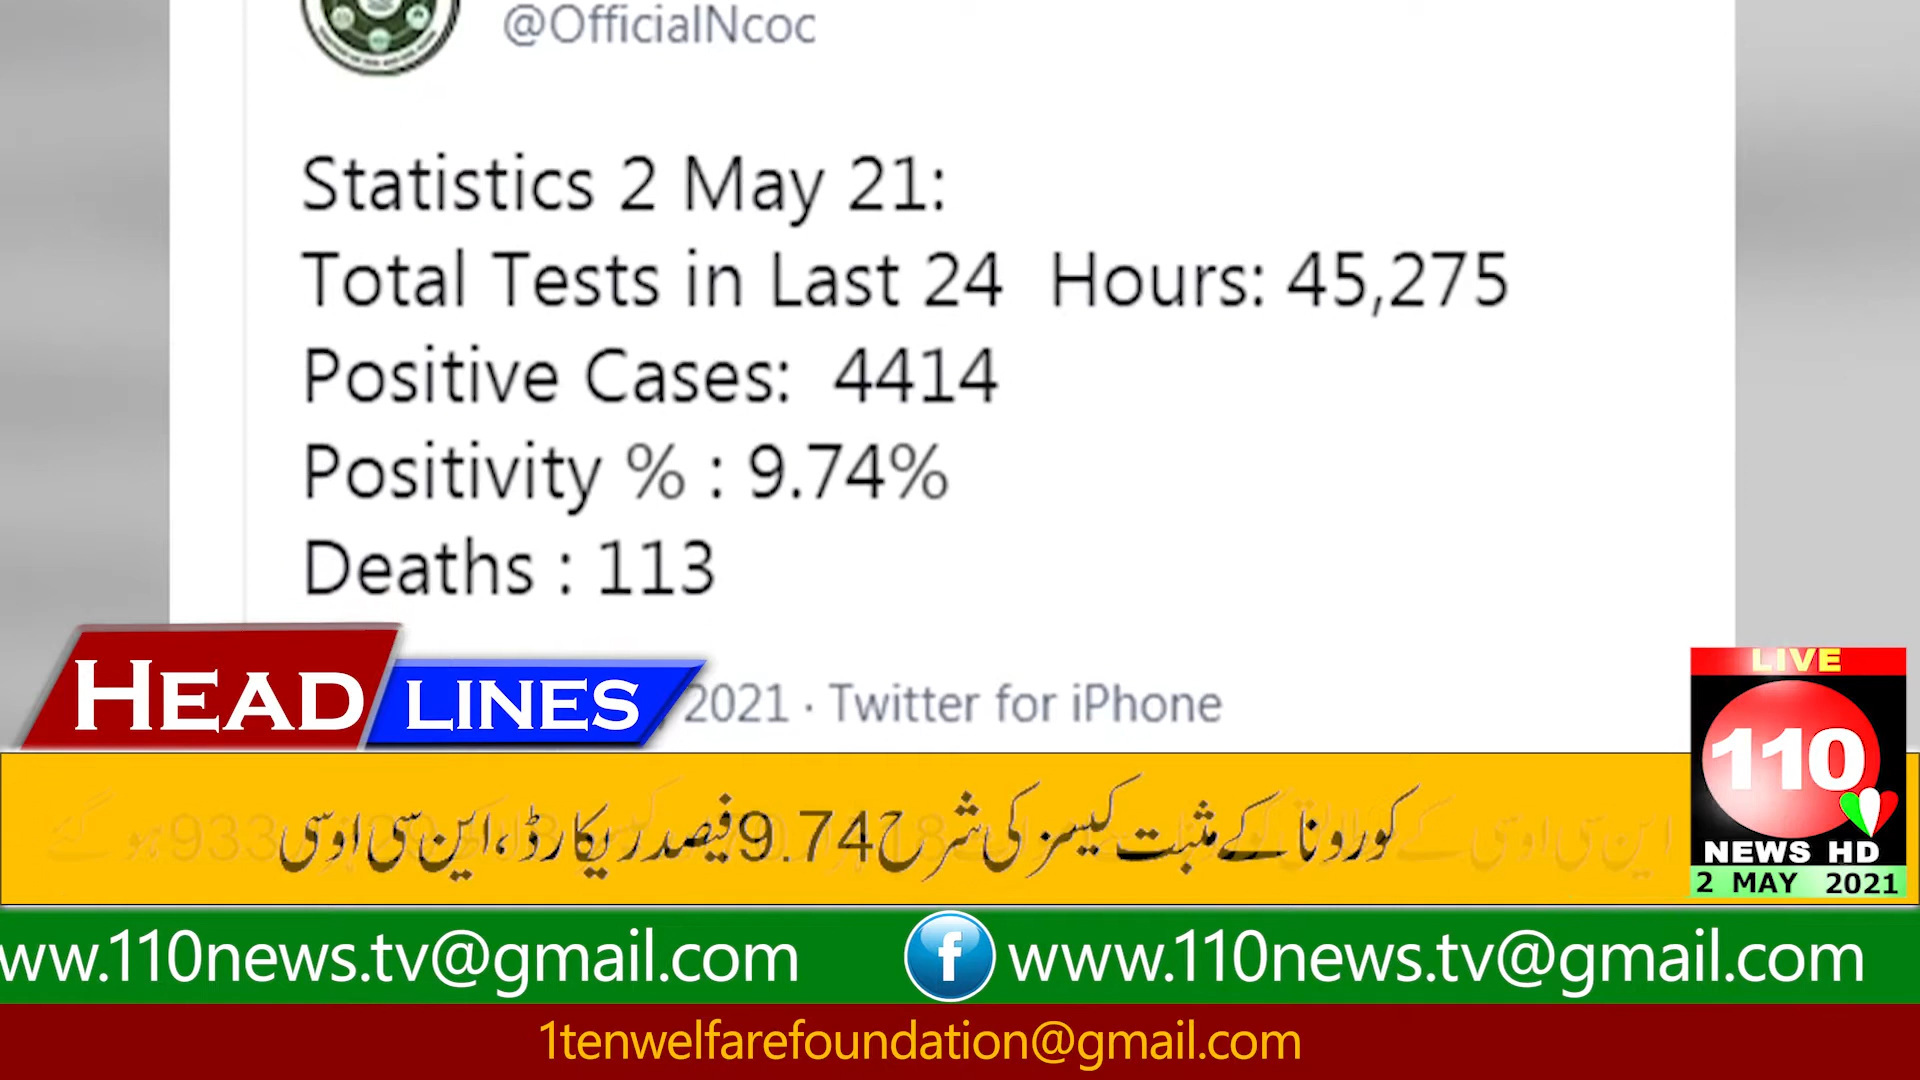 @OfficialNcoc
Statistics 2 May 21:
Total Tests in Last 24 Hours: 45,275
Positive Cases: 4414
Positivity % : 9.74%
Deaths : 113
2021 · Twitter for iPhone
HEAD LINES
LIVE
110
NEWS HD
2 MAY 2021
کورونا کے مثبت کیسز کی شرح 9.74 فیصد ریکارڈ، این سی اوسی
ww.110news.tv@gmail.com
www.110news.tv@gmail.com
1tenwelfarefoundation@gmail.com